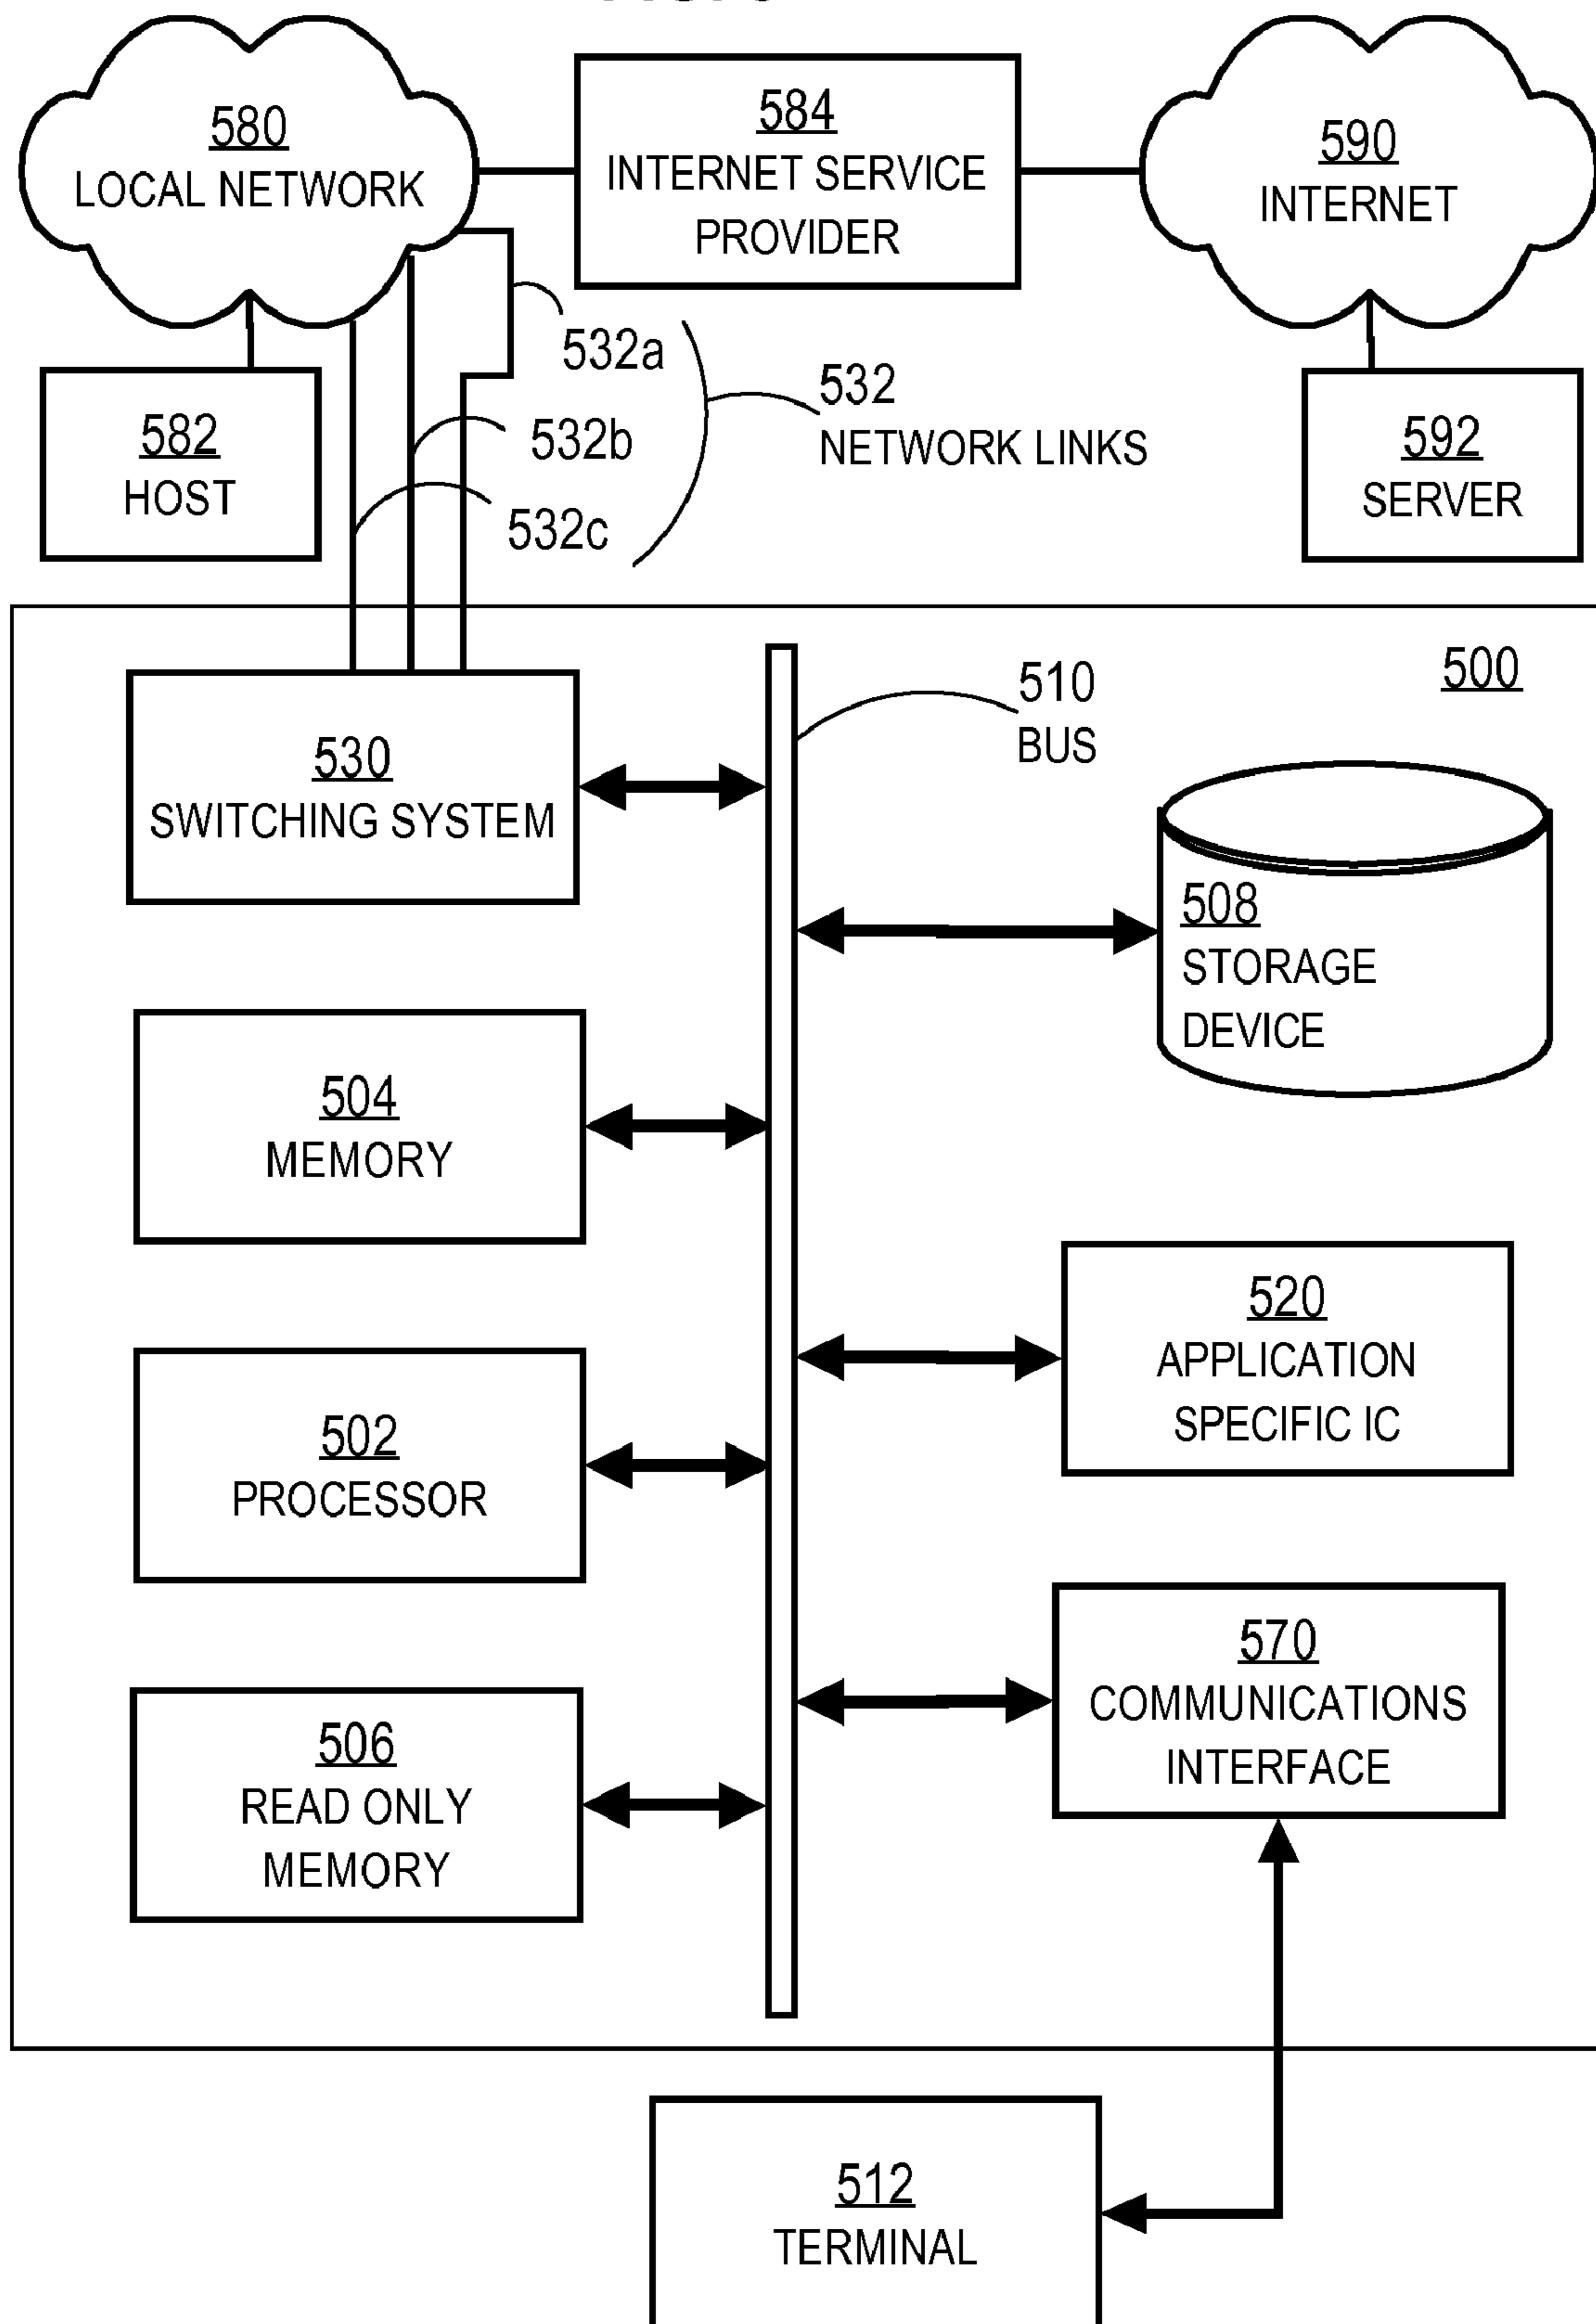 580
LOCAL NETWORK
584
INTERNET SERVICE
PROVIDER
590
INTERNET
532a
532b
532c
532
NETWORK LINKS
582
HOST
592
SERVER
500
510
BUS
530
SWITCHING SYSTEM
508
STORAGE
DEVICE
504
MEMORY
520
APPLICATION
SPECIFIC IC
502
PROCESSOR
570
COMMUNICATIONS
INTERFACE
506
READ ONLY
MEMORY
512
TERMINAL